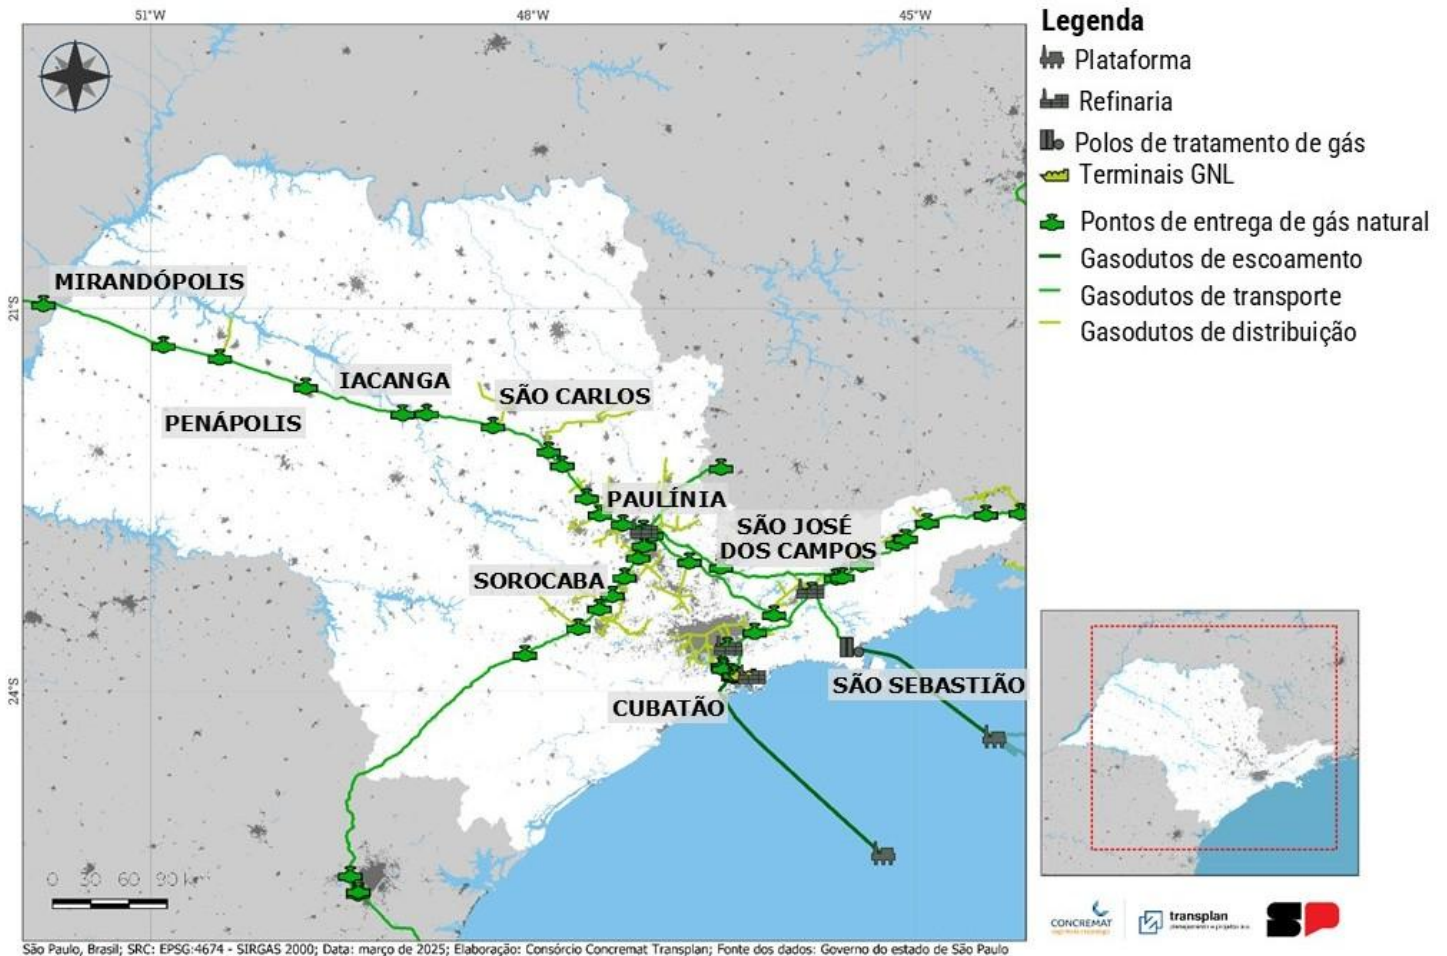 51°W
48°W
45°W
21°S
24°S
MIRANDÓPOLIS
IACANGA
SÃO CARLOS
PENÁPOLIS
PAULÍNIA
SÃO JOSÉ
DOS CAMPOS
SOROCABA
SÃO SEBASTIÃO
CUBATÃO
0 30 60 90 km
Legenda
Plataforma
Refinaria
Polos de tratamento de gás
Terminais GNL
Pontos de entrega de gás natural
Gasodutos de escoamento
Gasodutos de transporte
Gasodutos de distribuição
CONCREMAT
transplan
SP
São Paulo, Brasil; SRC: EPSG:4674 - SIRGAS 2000; Data: março de 2025; Elaboração: Consórcio Concremat Transplan; Fonte dos dados: Governo do estado de São Paulo